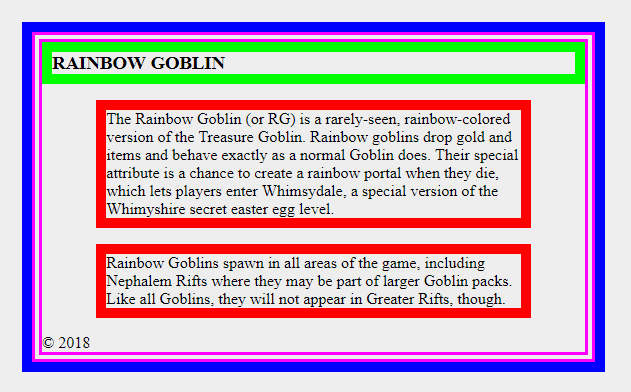 RAINBOW GOBLIN
The Rainbow Goblin (or RG) is a rarely-seen, rainbow-colored
version of the Treasure Goblin. Rainbow goblins drop gold and
items and behave exactly as a normal Goblin does. Their special
attribute is a chance to create a rainbow portal when they die,
which lets players enter Whimsydale, a special version of the
Whimyshire secret easter egg level.
Rainbow Goblins spawn in all areas of the game, including
Nephalem Rifts where they may be part of larger Goblin packs.
Like all Goblins, they will not appear in Greater Rifts, though.
© 2018